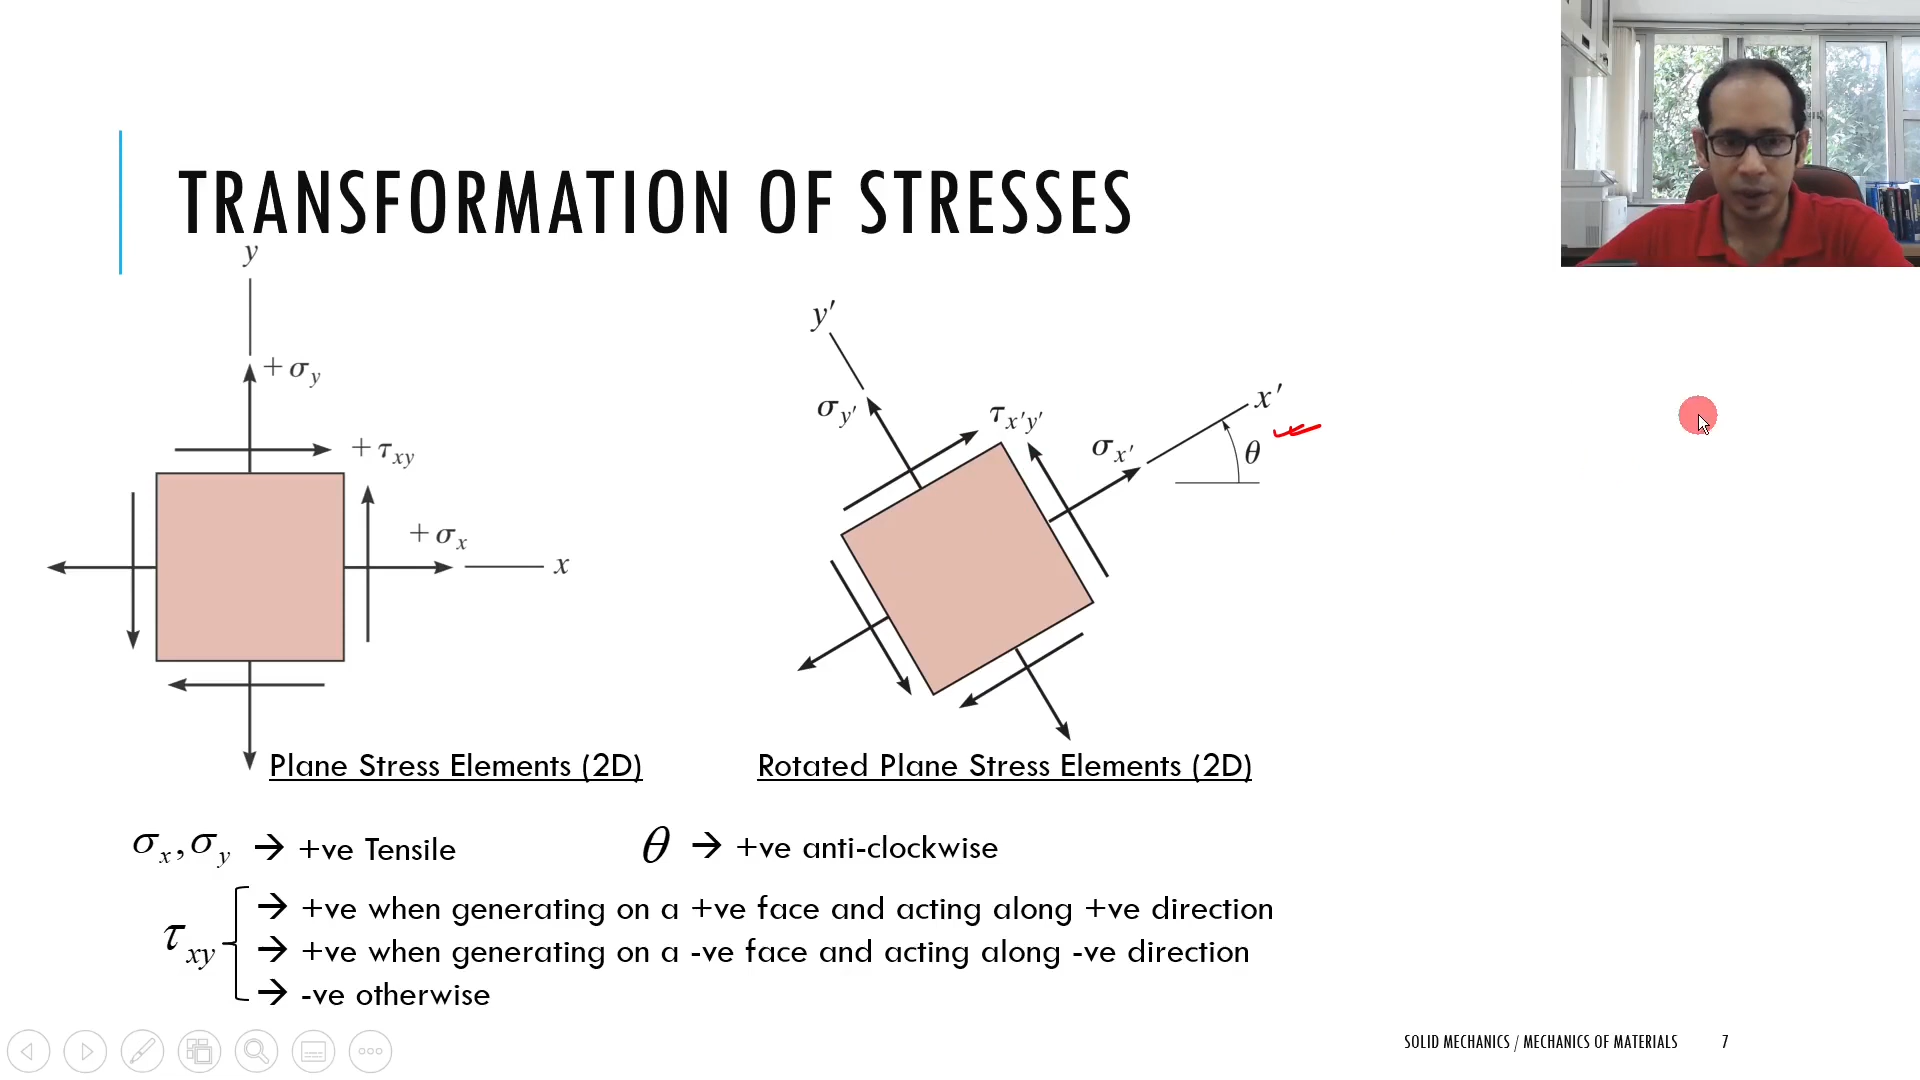 TRANSFORMATION OF STRESSES
y
+σy
+τxy
+σx
x
y′
σy′
τx′y′
σx′
x′
θ
Plane Stress Elements (2D)
Rotated Plane Stress Elements (2D)
σx,σy → +ve Tensile
θ → +ve anti-clockwise
τxy
→ +ve when generating on a +ve face and acting along +ve direction
→ +ve when generating on a -ve face and acting along -ve direction
→ -ve otherwise
SOLID MECHANICS / MECHANICS OF MATERIALS 7